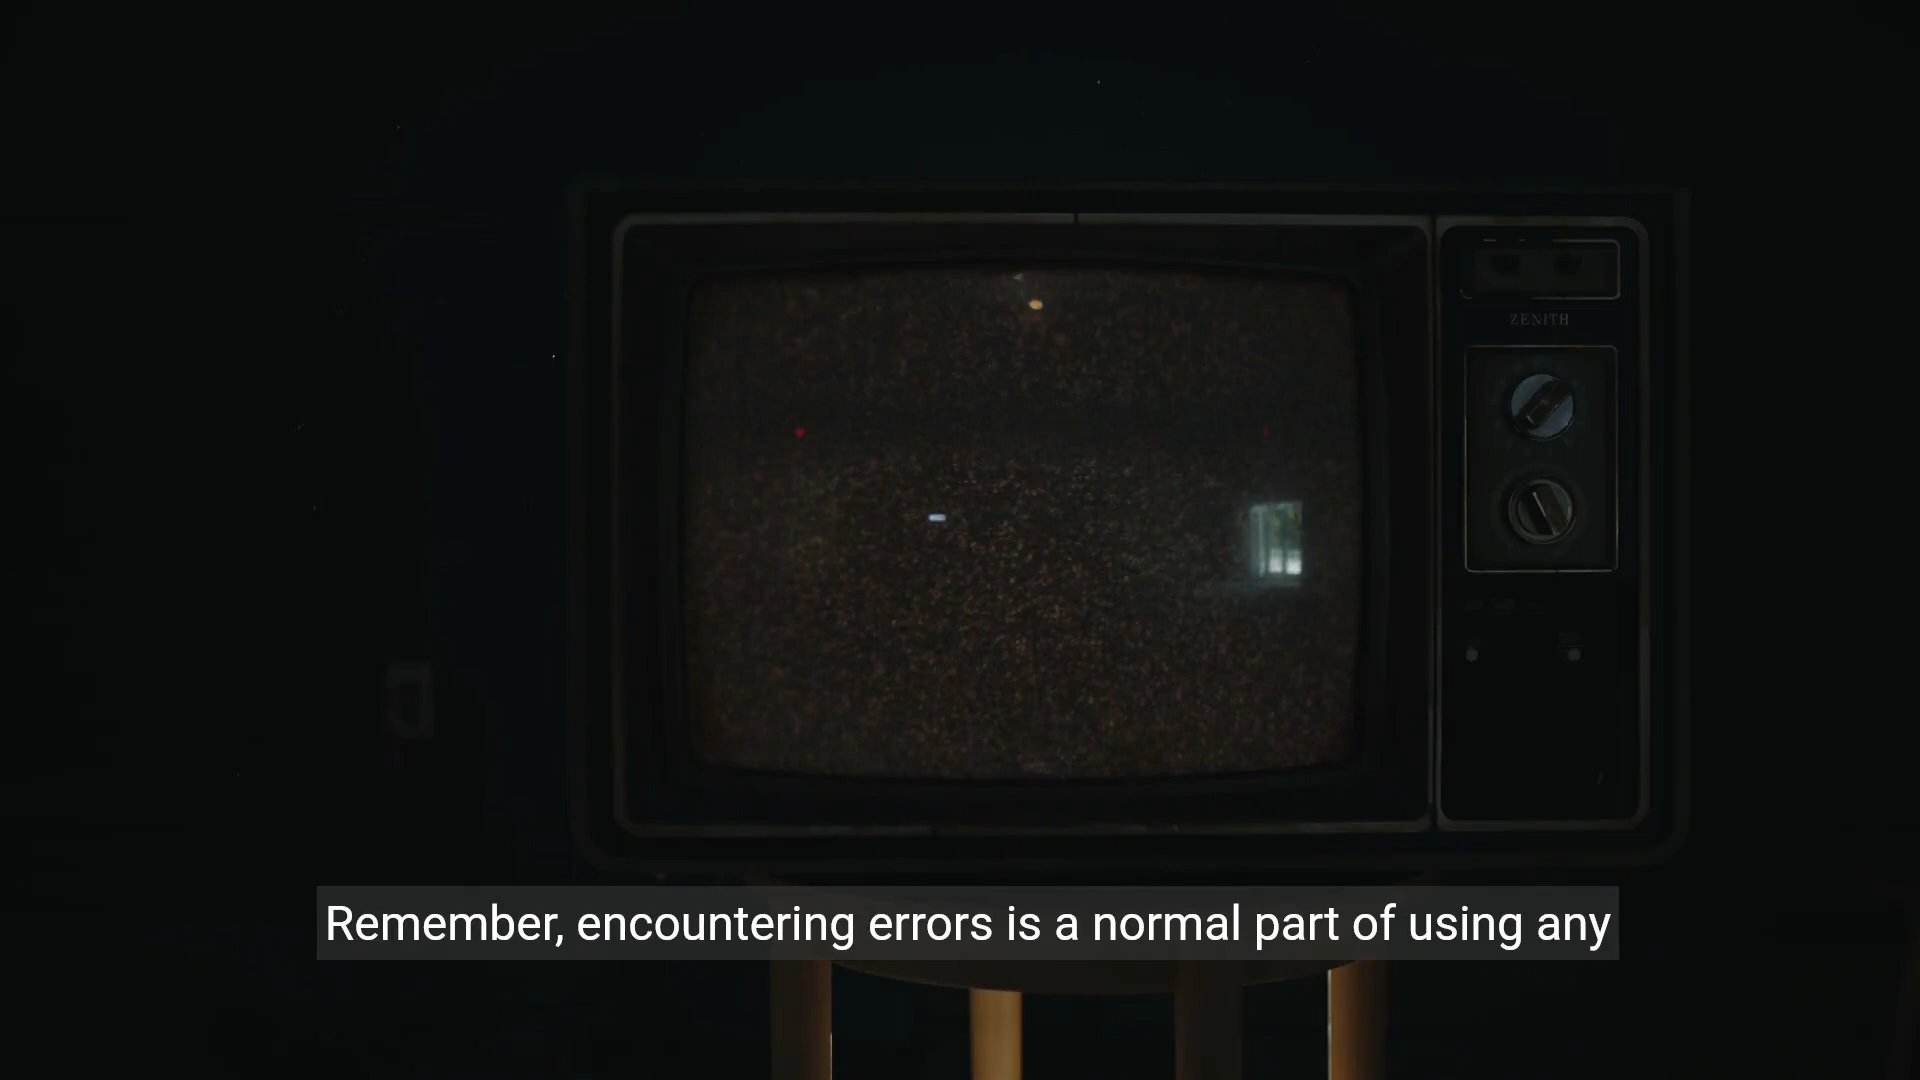 ZENITH
Remember, encountering errors is a normal part of using any